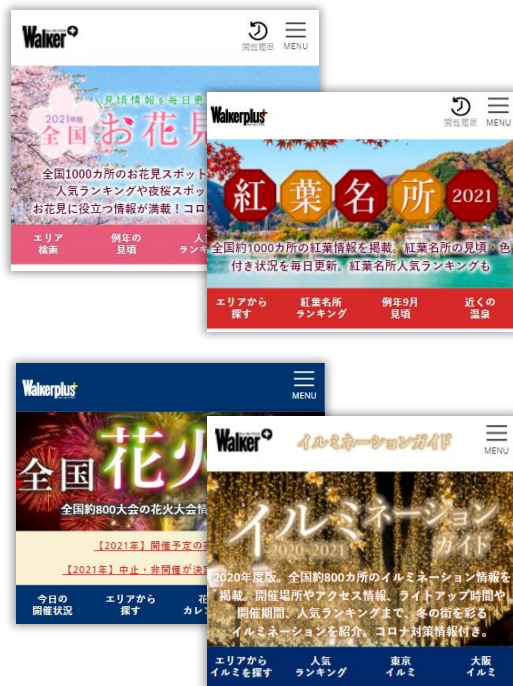 Walker+
閲覧履歴
MENU
見頃情報を毎日更
2021年版
全国
お花見
全国1000カ所のお花見スポット
人気ランキングや夜桜スポッ
お花見に役立つ情報が満載！コロ
エリア
検索
例年の
見頃
ランキ
Walkerplus
閲覧履歴
MENU
紅葉名所
2021
全国約1000カ所の紅葉情報を掲載。紅葉名所の見頃・色
付き状況を毎日更新。紅葉名所人気ランキングも
エリアから
探す
紅葉名所
ランキング
例年9月
見頃
近くの
温泉
Walkerplus
MENU
全国花火
全国約800大会の花火大会情
【2021年】開催予定の
【2021年】中止・非開催が決
今日の
開催状況
エリアから
探す
カレン
Walker+
イルミネーションガイド
MENU
イルミネーション
2020-2021
ガイド
2020年度版。全国約800カ所のイルミネーション情報を
掲載。開催場所やアクセス情報、ライトアップ時間や
開催期間、人気ランキングまで、冬の街を彩る
イルミネーションを紹介。コロナ対策情報付き。
エリアから
イルミを探す
人気
ランキング
東京
イルミ
大阪
イルミ